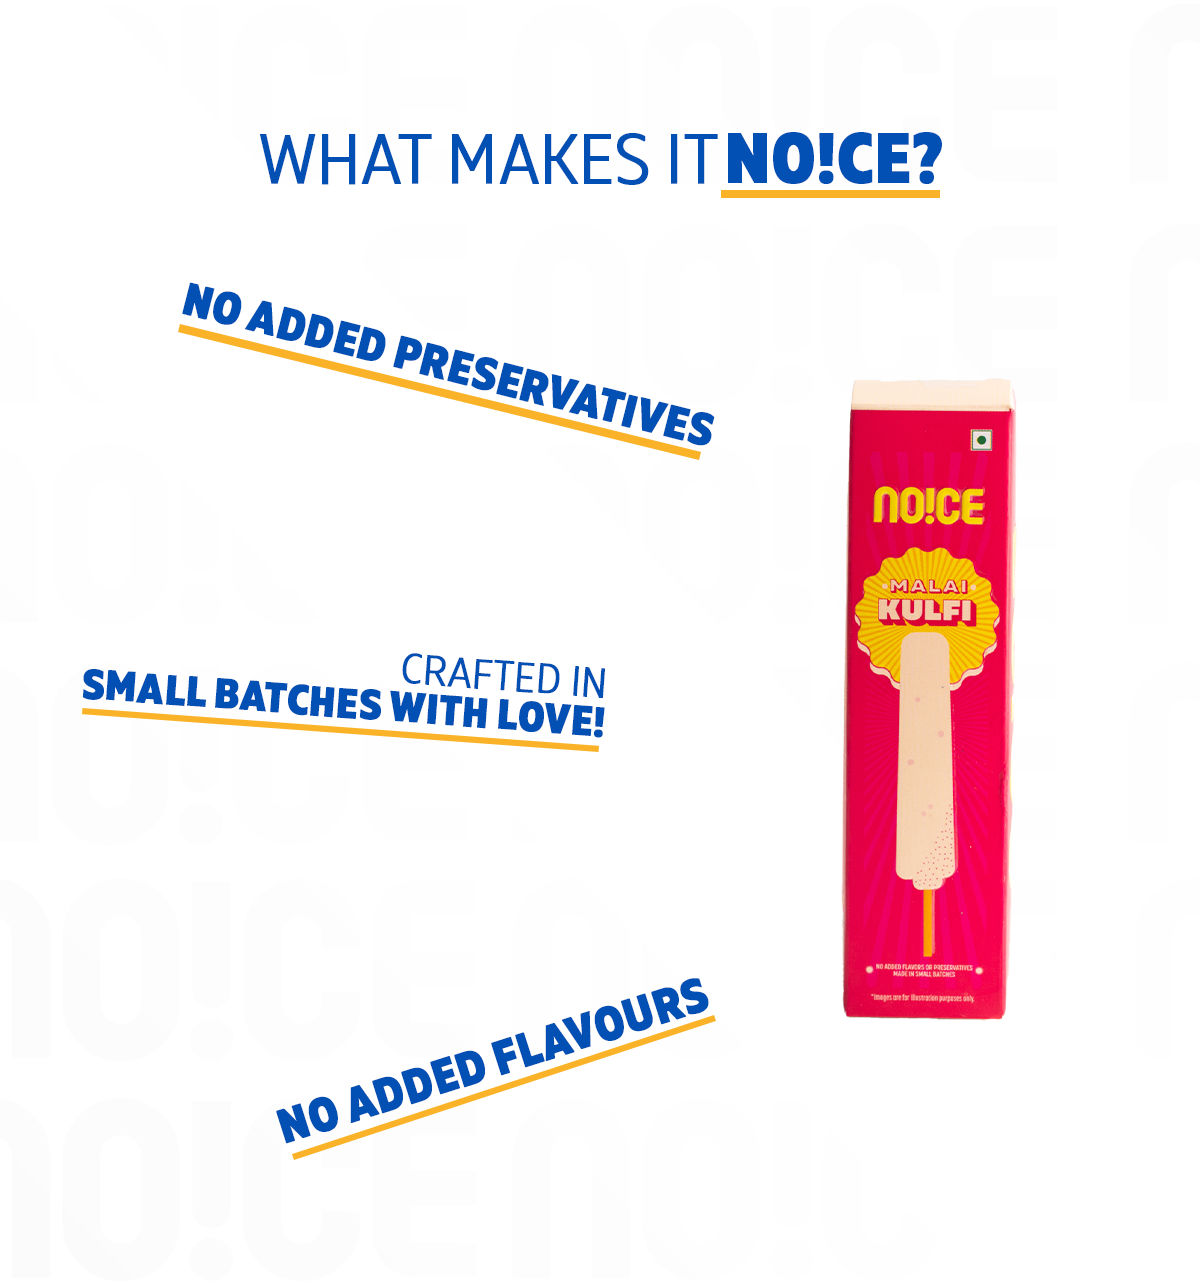 WHAT MAKES IT NO!CE?
NO ADDED PRESERVATIVES
CRAFTED IN
SMALL BATCHES WITH LOVE!
NO ADDED FLAVOURS
NO!CE
MALAI
KULFI
NO ADDED FLAVORS OR PRESERVATIVES
MADE IN SMALL BATCHES
*Images are for illustration purposes only.